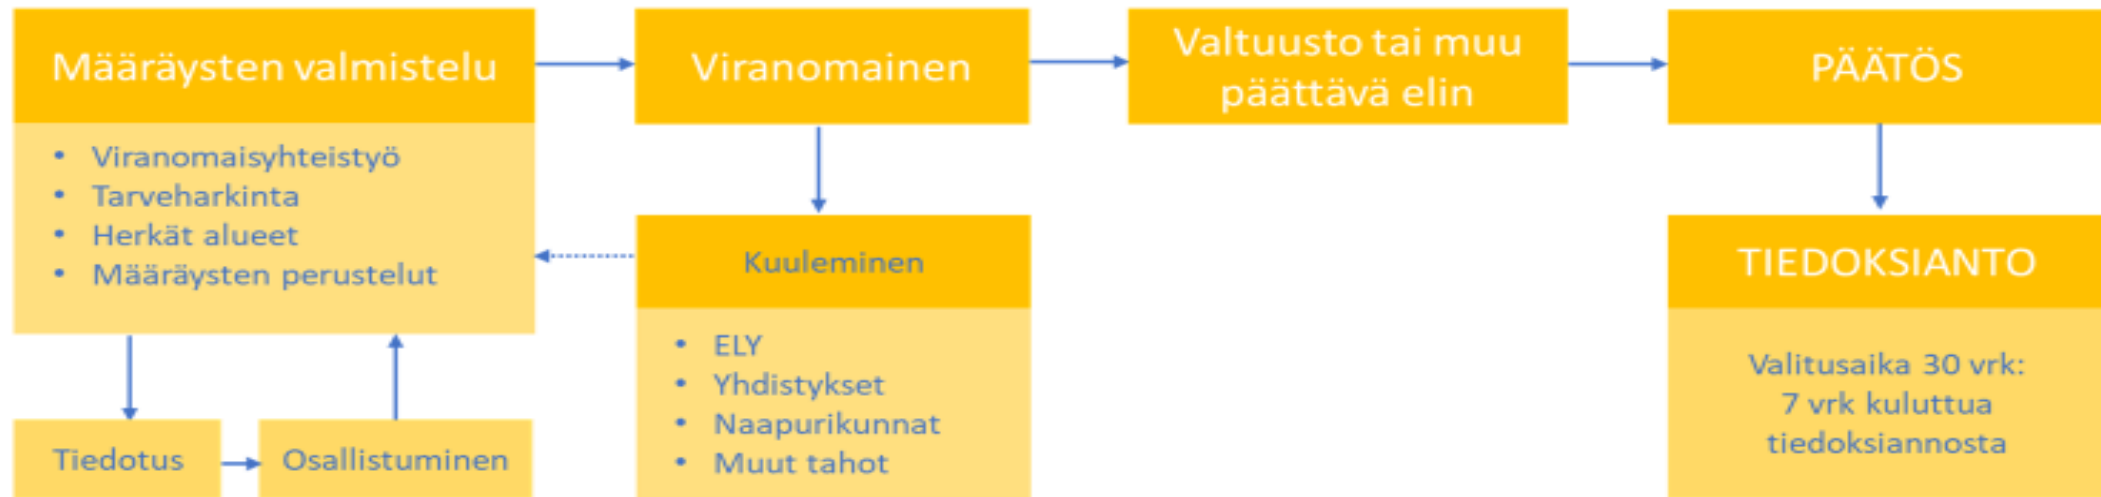 Määräysten valmistelu
• Viranomaisyhteistyö
• Tarveharkinta
• Herkät alueet
• Määräysten perustelut
Tiedotus
Osallistuminen
Viranomainen
Kuuleminen
• ELY
• Yhdistykset
• Naapurikunnat
• Muut tahot
Valtuusto tai muu
päättävä elin
PÄÄTÖS
TIEDOKSIANTO
Valitusaika 30 vrk:
7 vrk kuluttua
tiedoksiannosta